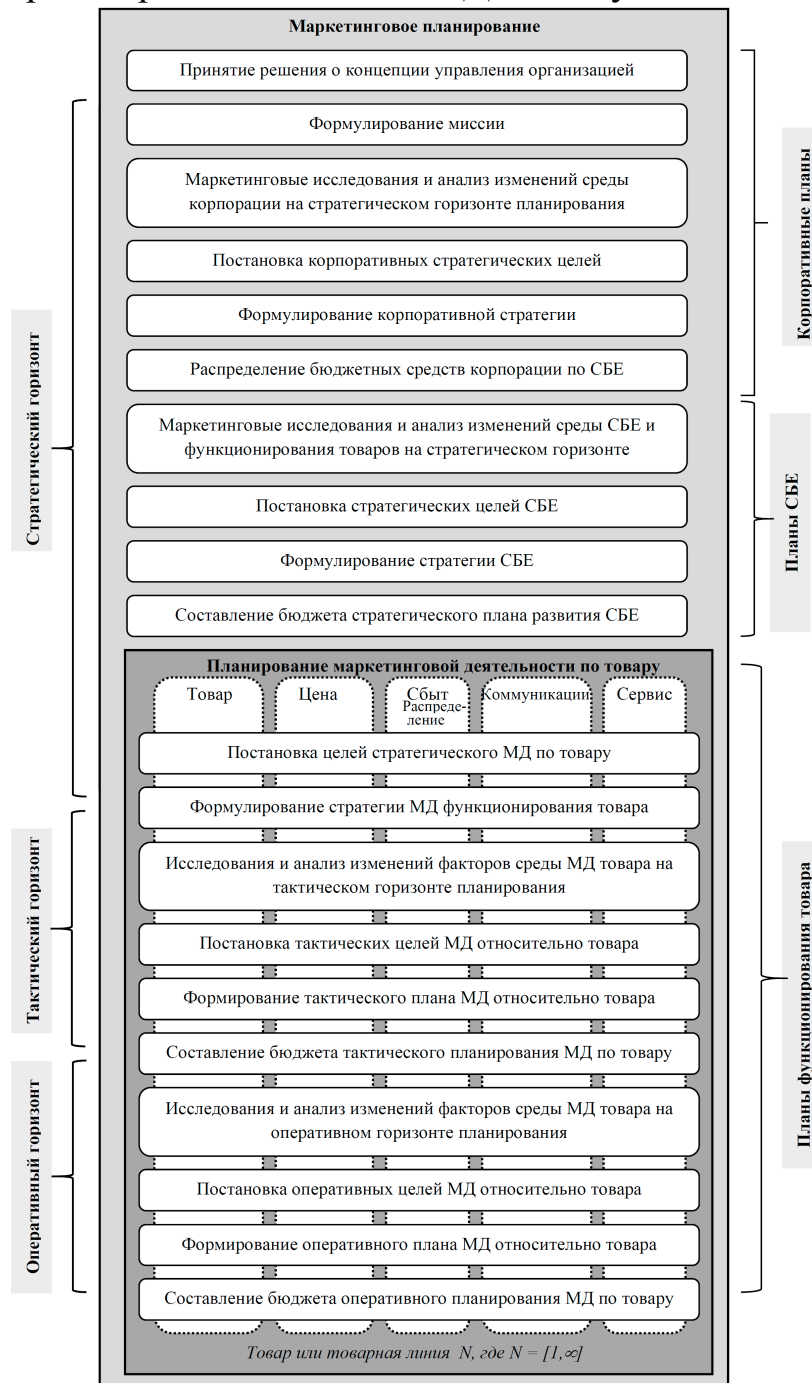 Маркетинговое планирование
Принятие решения о концепции управления организацией
Формулирование миссии
Маркетинговые исследования и анализ изменений среды
корпорации на стратегическом горизонте планирования
Постановка корпоративных стратегических целей
Формулирование корпоративной стратегии
Распределение бюджетных средств корпорации по СБЕ
Маркетинговые исследования и анализ изменений среды СБЕ и
функционирования товаров на стратегическом горизонте
Постановка стратегических целей СБЕ
Формулирование стратегии СБЕ
Составление бюджета стратегического плана развития СБЕ
Планирование маркетинговой деятельности по товару
Товар
Цена
Сбыт
Распреде-
ление
Коммуникации
Сервис
Постановка целей стратегического МД по товару
Формулирование стратегии МД функционирования товара
Исследования и анализ изменений факторов среды МД товара на
тактическом горизонте планирования
Постановка тактических целей МД относительно товара
Формирование тактического плана МД относительно товара
Составление бюджета тактического планирования МД по товару
Исследования и анализ изменений факторов среды МД товара на
оперативном горизонте планирования
Постановка оперативных целей МД относительно товара
Формирование оперативного плана МД относительно товара
Составление бюджета оперативного планирования МД по товару
Товар или товарная линия N, где N = [1,∞]
Стратегический горизонт
Тактический горизонт
Оперативный горизонт
Корпоративные планы
Планы СБЕ
Планы функционирования товара